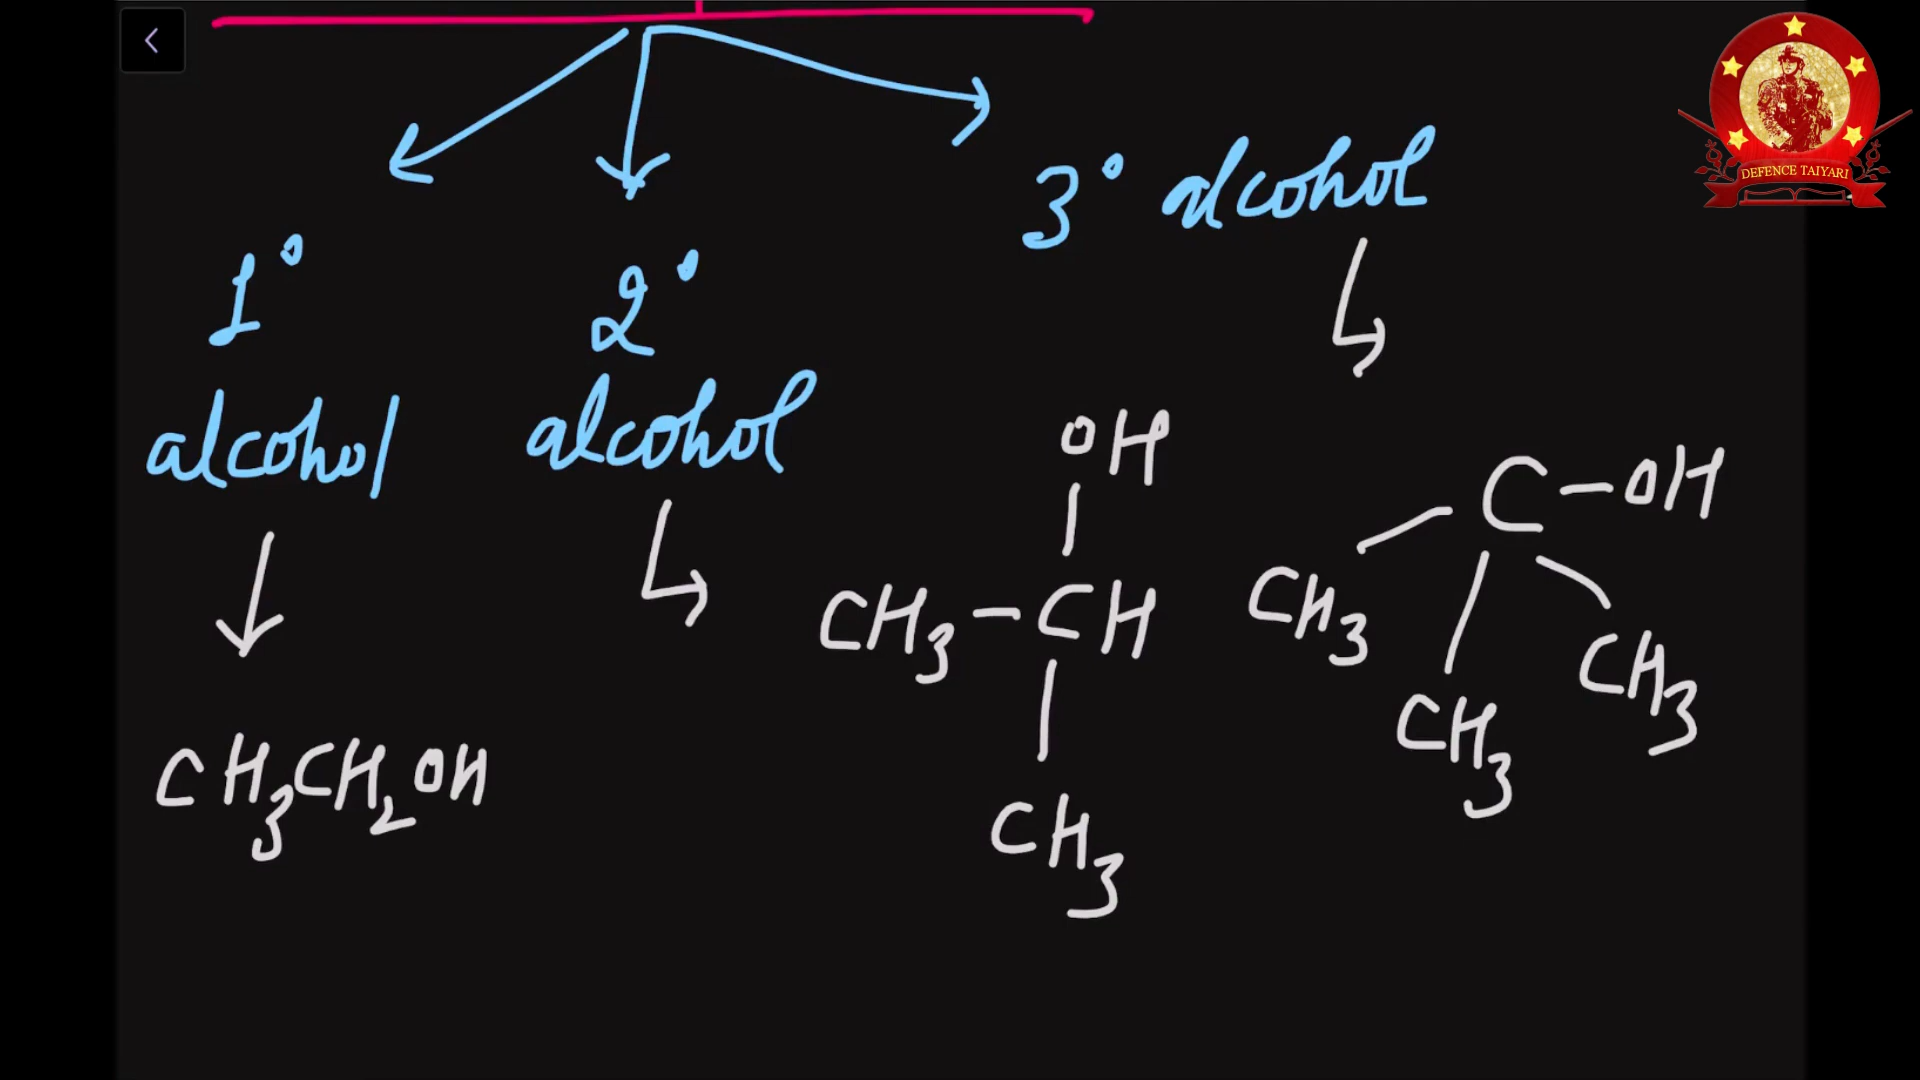 DEFENCE TAIYARI
3° alcohol
1°
alcohol
2°
alcohol
CH3CH2OH
OH
CH3-CH
CH3
C-OH
CH3
CH3
CH3